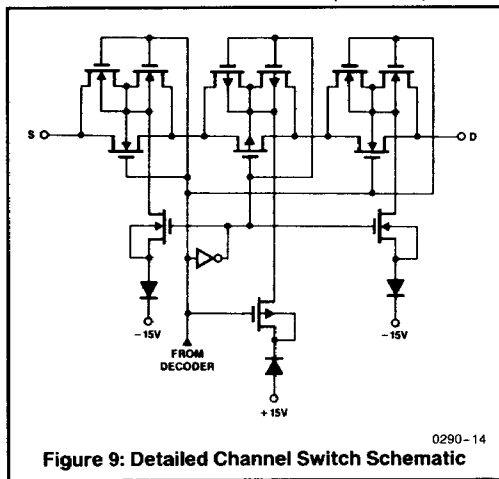 S
D
-15V
-15V
FROM
DECODER
+15V
0290-14
Figure 9: Detailed Channel Switch Schematic